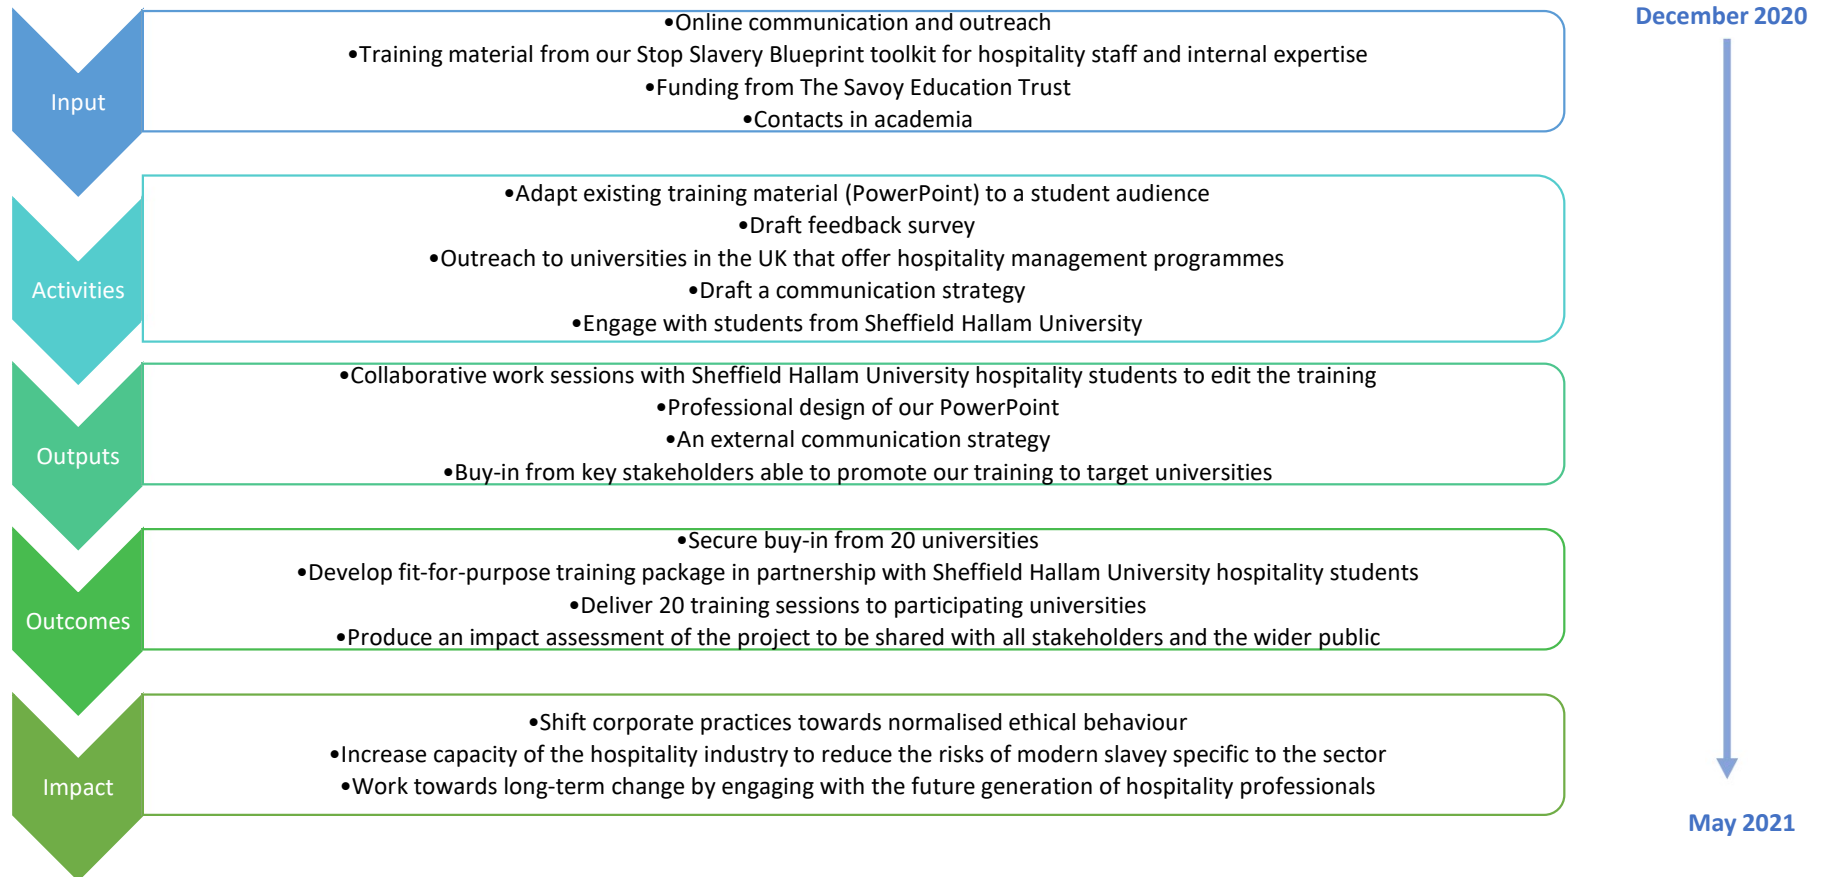 December 2020
Input
•Online communication and outreach
•Training material from our Stop Slavery Blueprint toolkit for hospitality staff and internal expertise
•Funding from The Savoy Education Trust
•Contacts in academia
Activities
•Adapt existing training material (PowerPoint) to a student audience
•Draft feedback survey
•Outreach to universities in the UK that offer hospitality management programmes
•Draft a communication strategy
•Engage with students from Sheffield Hallam University
Outputs
•Collaborative work sessions with Sheffield Hallam University hospitality students to edit the training
•Professional design of our PowerPoint
•An external communication strategy
•Buy-in from key stakeholders able to promote our training to target universities
Outcomes
•Secure buy-in from 20 universities
•Develop fit-for-purpose training package in partnership with Sheffield Hallam University hospitality students
•Deliver 20 training sessions to participating universities
•Produce an impact assessment of the project to be shared with all stakeholders and the wider public
Impact
•Shift corporate practices towards normalised ethical behaviour
•Increase capacity of the hospitality industry to reduce the risks of modern slavey specific to the sector
•Work towards long-term change by engaging with the future generation of hospitality professionals
May 2021